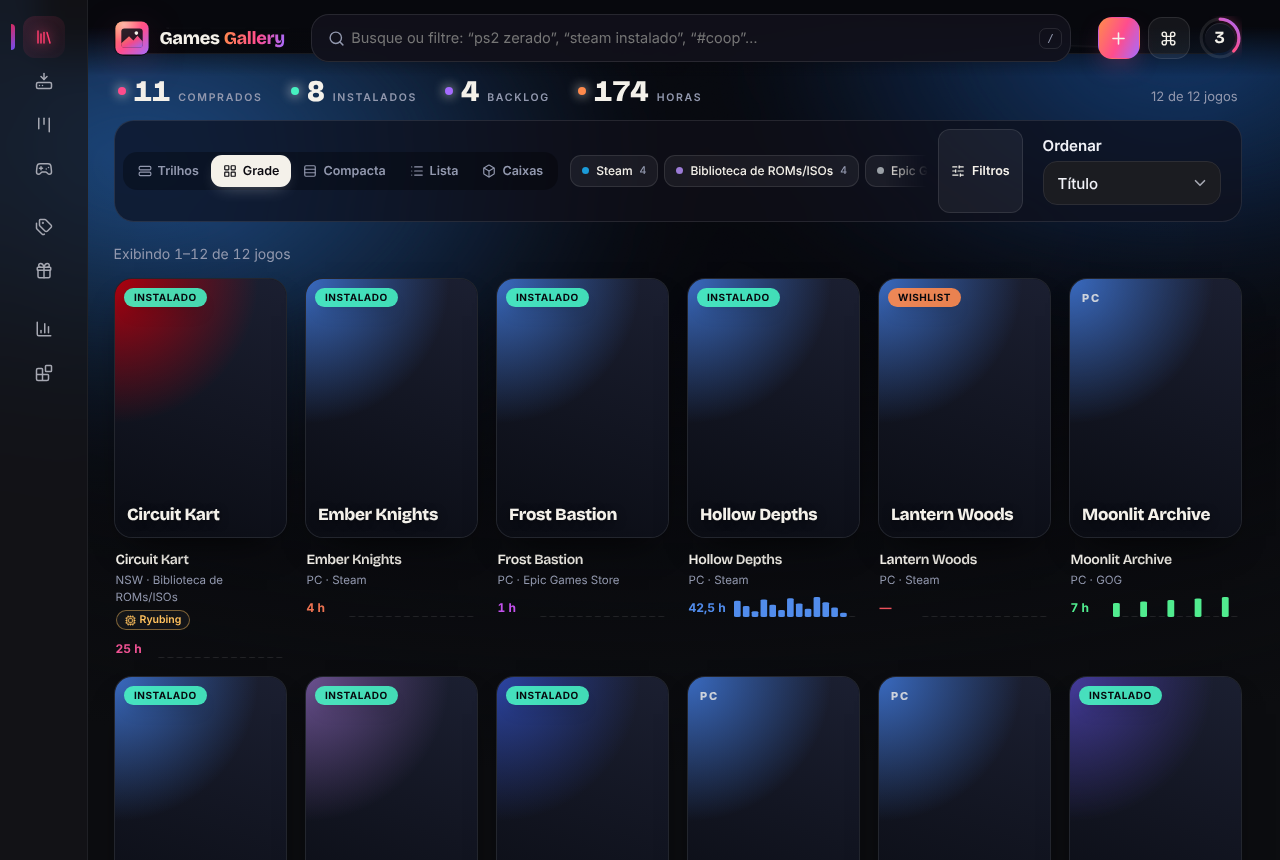 Games Gallery
Busque ou filtre: “ps2 zerado”, “steam instalado”, “#coop”...
/
+
⌘
3
11 COMPRADOS
8 INSTALADOS
4 BACKLOG
174 HORAS
12 de 12 jogos
Trilhos
Grade
Compacta
Lista
Caixas
Steam 4
Biblioteca de ROMs/ISOs 4
Epic
Filtros
Ordenar
Título
Exibindo 1–12 de 12 jogos
INSTALADO
INSTALADO
INSTALADO
INSTALADO
WISHLIST
PC
Circuit Kart
Ember Knights
Frost Bastion
Hollow Depths
Lantern Woods
Moonlit Archive
Circuit Kart
NSW · Biblioteca de
ROMs/ISOs
Ryubing
25 h
Ember Knights
PC · Steam
4 h
Frost Bastion
PC · Epic Games Store
1 h
Hollow Depths
PC · Steam
42,5 h
Lantern Woods
PC · Steam
—
Moonlit Archive
PC · GOG
7 h
INSTALADO
INSTALADO
INSTALADO
PC
PC
INSTALADO